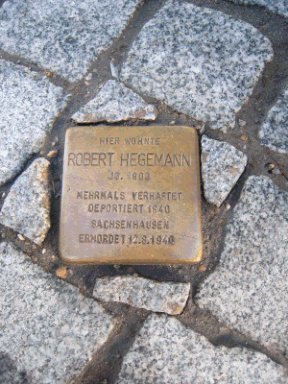 HIER WOHNTE
ROBERT HEGEMANN
JG. 1903
MEHRMALS VERHAFTET
DEPORTIERT 1940
SACHSENHAUSEN
ERMORDET 12.8.1940